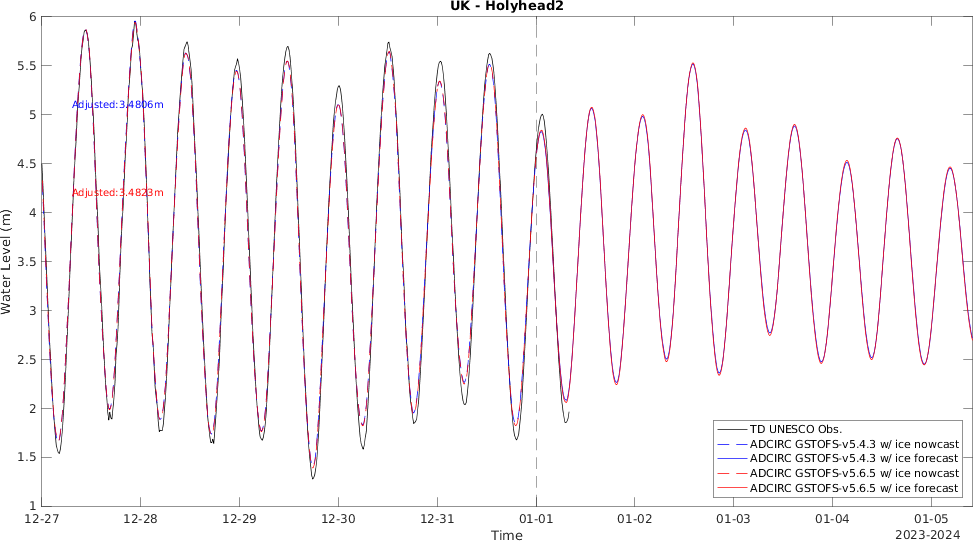 UK - Holyhead2
6
5.5
5
4.5
4
3.5
3
2.5
2
1.5
1
Water Level (m)
Adjusted:3.4806m
Adjusted:3.4823m
TD UNESCO Obs.
ADCIRC GSTOFS-v5.4.3 w/ ice nowcast
ADCIRC GSTOFS-v5.4.3 w/ ice forecast
ADCIRC GSTOFS-v5.6.5 w/ ice nowcast
ADCIRC GSTOFS-v5.6.5 w/ ice forecast
12-27 12-28 12-29 12-30 12-31 01-01 01-02 01-03 01-04 01-05
Time
2023-2024